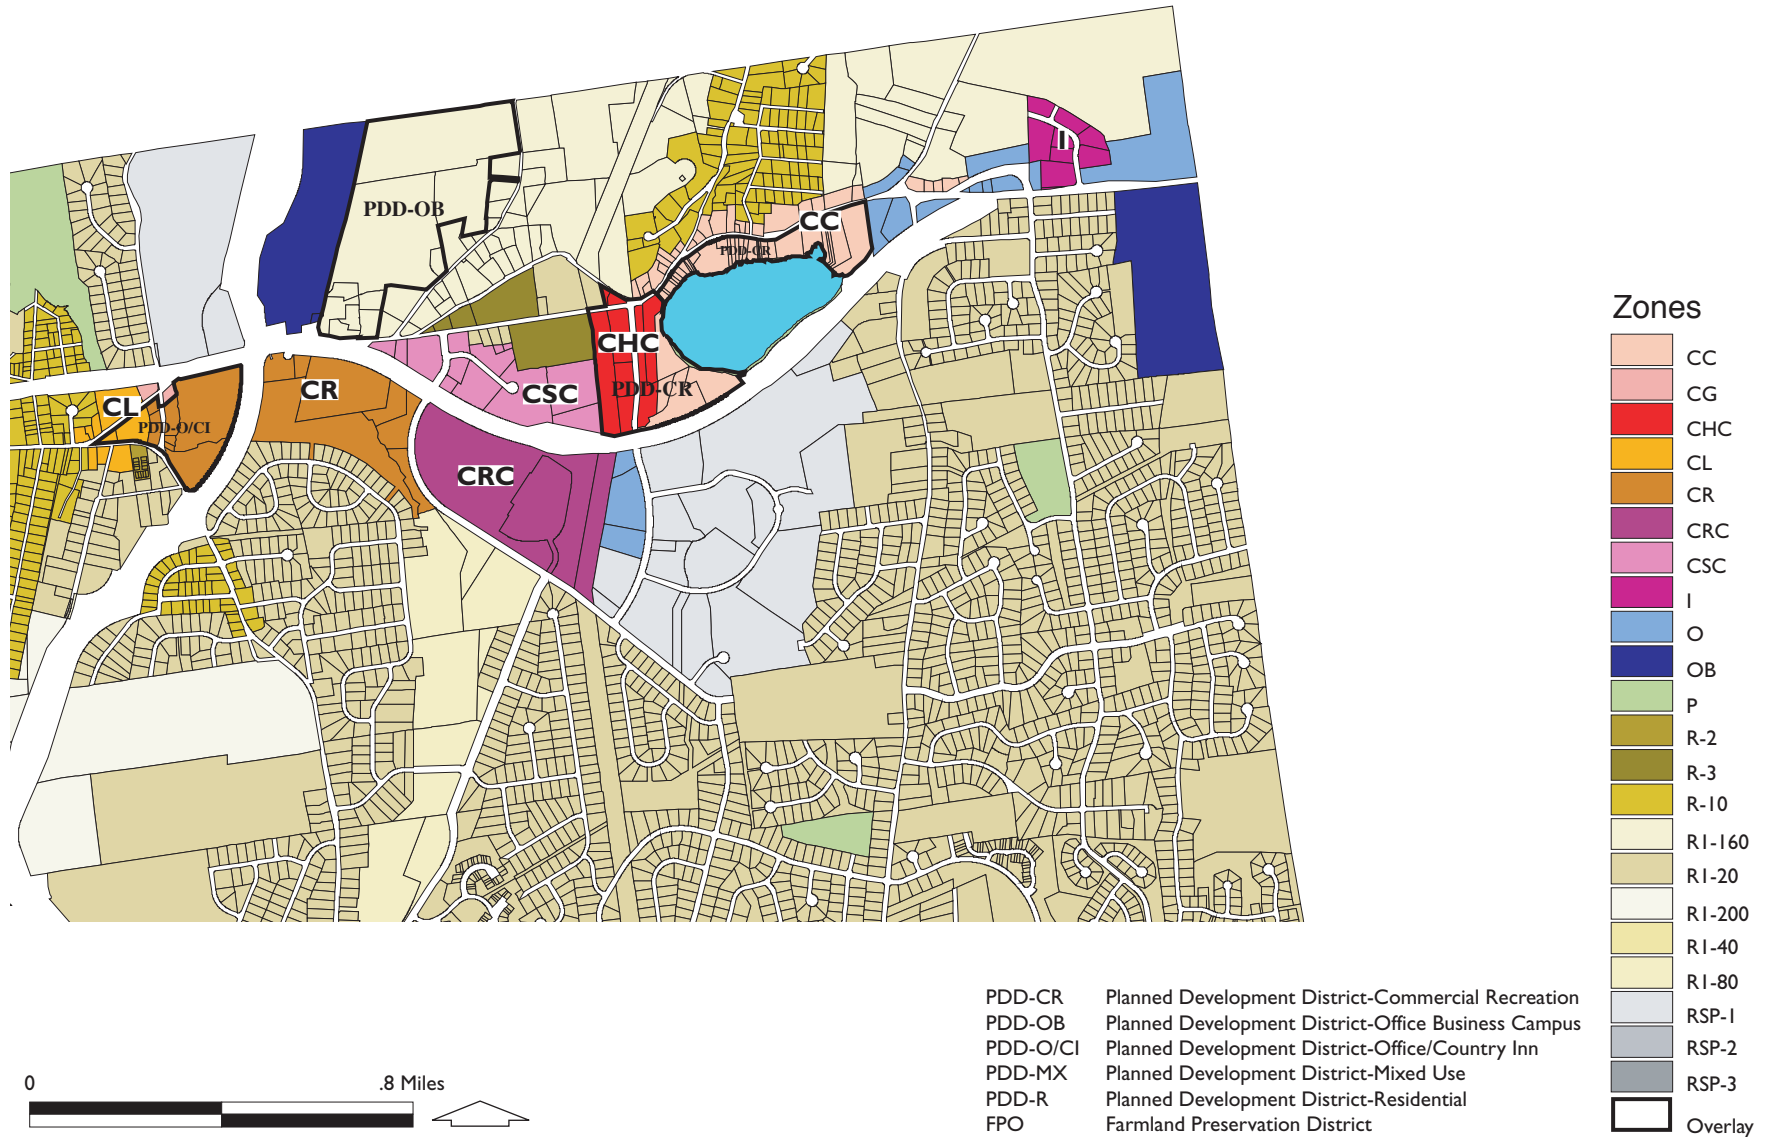 I
CC
PDD-OB
PDD-CR
CHC
CR
PDD-CR
CSC
CL
PDD-O/CI
CRC
Zones
CC
CG
CHC
CL
CR
CRC
CSC
I
O
OB
P
R-2
R-3
R-10
R1-160
R1-20
R1-200
R1-40
R1-80
RSP-1
RSP-2
RSP-3
Overlay
PDD-CR Planned Development District-Commercial Recreation
PDD-OB Planned Development District-Office Business Campus
PDD-O/CI Planned Development District-Office/Country Inn
PDD-MX Planned Development District-Mixed Use
PDD-R Planned Development District-Residential
FPO Farmland Preservation District
0 .8 Miles